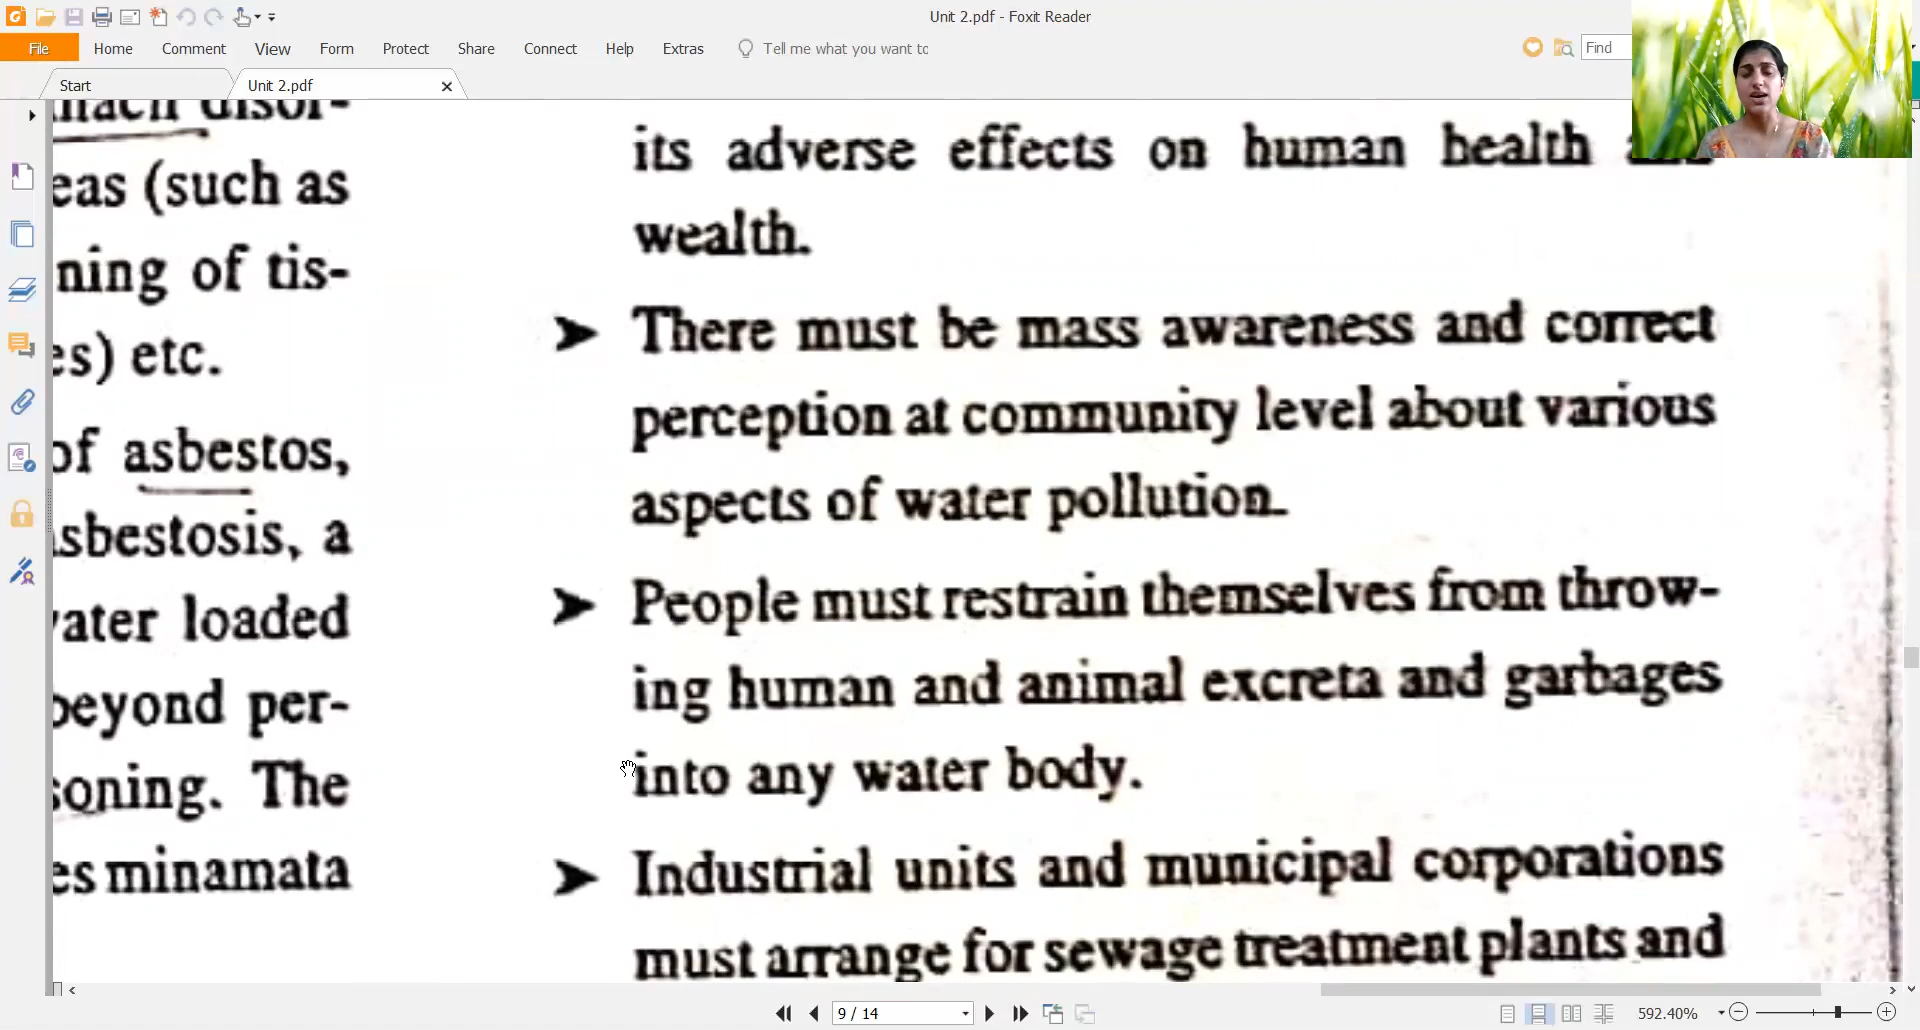 Unit 2.pdf - Foxit Reader
File Home Comment View Form Protect Share Connect Help Extras Tell me what you want to Find
Start Unit 2.pdf
disor-
eas (such as
ning of tis-
es) etc.
of asbestos,
sbestosis, a
ater loaded
beyond per-
soning. The
es minamata
its adverse effects on human health
wealth.
➤ There must be mass awareness and correct
perception at community level about various
aspects of water pollution.
➤ People must restrain themselves from throw-
ing human and animal excreta and garbages
into any water body.
➤ Industrial units and municipal corporations
must arrange for sewage treatment plants and
9 / 14
592.40%